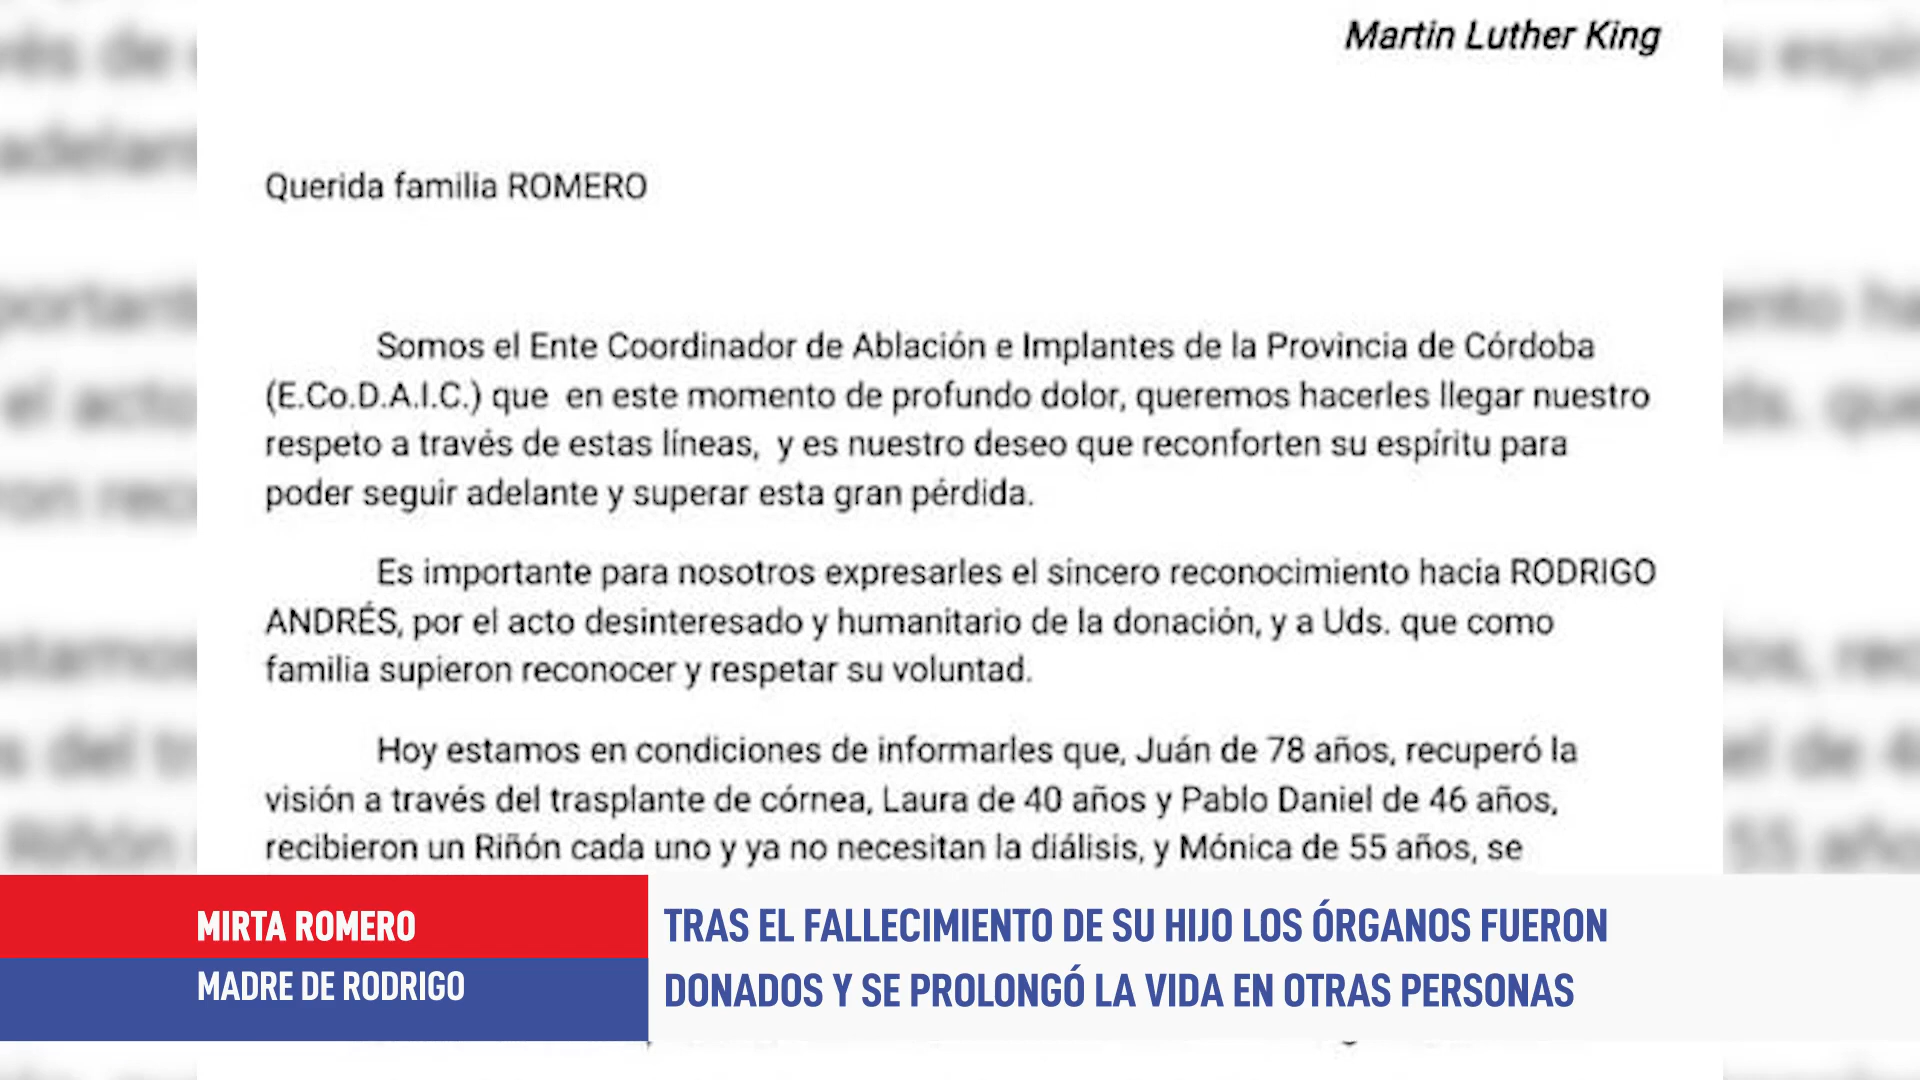 Martin Luther King
Querida familia ROMERO
Somos el Ente Coordinador de Ablación e Implantes de la Provincia de Córdoba
(E.Co.D.A.I.C.) que en este momento de profundo dolor, queremos hacerles llegar nuestro
respeto a través de estas líneas, y es nuestro deseo que reconforten su espíritu para
poder seguir adelante y superar esta gran pérdida.
Es importante para nosotros expresarles el sincero reconocimiento hacia RODRIGO
ANDRÉS, por el acto desinteresado y humanitario de la donación, y a Uds. que como
familia supieron reconocer y respetar su voluntad.
Hoy estamos en condiciones de informarles que, Juán de 78 años, recuperó la
visión a través del trasplante de córnea, Laura de 40 años y Pablo Daniel de 46 años,
recibieron un Riñón cada uno y ya no necesitan la diálisis, y Mónica de 55 años, se
MIRTA ROMERO
MADRE DE RODRIGO
TRAS EL FALLECIMIENTO DE SU HIJO LOS ÓRGANOS FUERON
DONADOS Y SE PROLONGÓ LA VIDA EN OTRAS PERSONAS